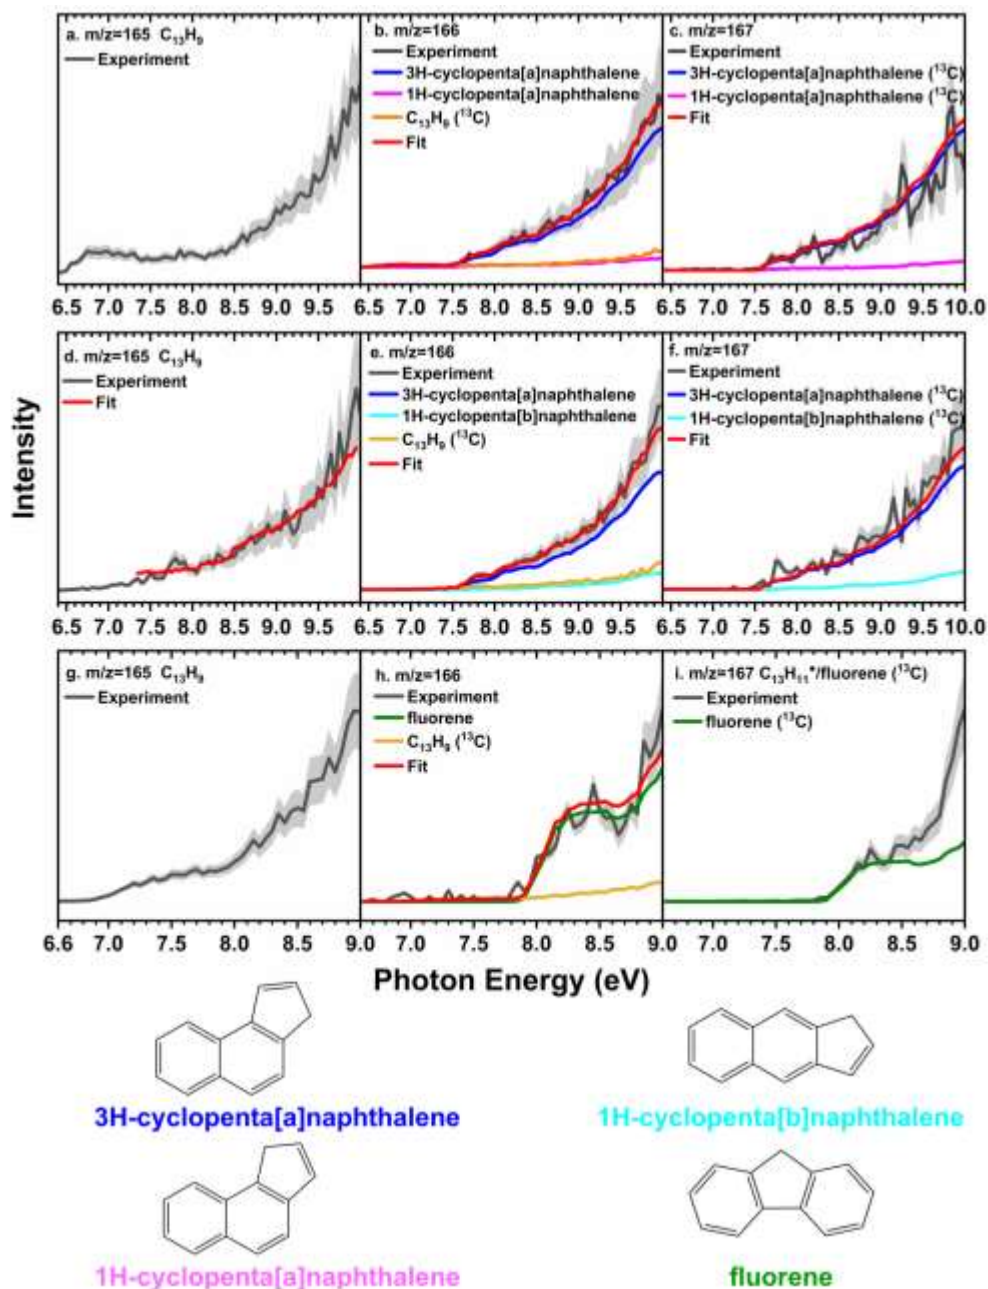 a. m/z=165 C₁₃H₉
Experiment
b. m/z=166
Experiment
3H-cyclopenta[a]naphthalene
1H-cyclopenta[a]naphthalene
C₁₃H₉ (¹³C)
Fit
c. m/z=167
Experiment
3H-cyclopenta[a]naphthalene (¹³C)
1H-cyclopenta[a]naphthalene (¹³C)
Fit
6.5 7.0 7.5 8.0 8.5 9.0 9.5
7.0 7.5 8.0 8.5 9.0 9.5
7.0 7.5 8.0 8.5 9.0 9.5 10.0
Intensity
d. m/z=165 C₁₃H₉
Experiment
Fit
e. m/z=166
Experiment
3H-cyclopenta[a]naphthalene
1H-cyclopenta[b]naphthalene
C₁₃H₉ (¹³C)
Fit
f. m/z=167
Experiment
3H-cyclopenta[a]naphthalene (¹³C)
1H-cyclopenta[b]naphthalene (¹³C)
Fit
6.5 7.0 7.5 8.0 8.5 9.0 9.5
7.0 7.5 8.0 8.5 9.0 9.5
7.0 7.5 8.0 8.5 9.0 9.5 10.0
g. m/z=165 C₁₃H₉
Experiment
h. m/z=166
Experiment
fluorene
C₁₃H₉ (¹³C)
Fit
i. m/z=167 C₁₃H₁₁*/fluorene (¹³C)
Experiment
fluorene (¹³C)
6.6 7.0 7.5 8.0 8.5 9.0
7.0 7.5 8.0 8.5 9.0
7.0 7.5 8.0 8.5 9.0
Photon Energy (eV)
3H-cyclopenta[a]naphthalene
1H-cyclopenta[b]naphthalene
1H-cyclopenta[a]naphthalene
fluorene